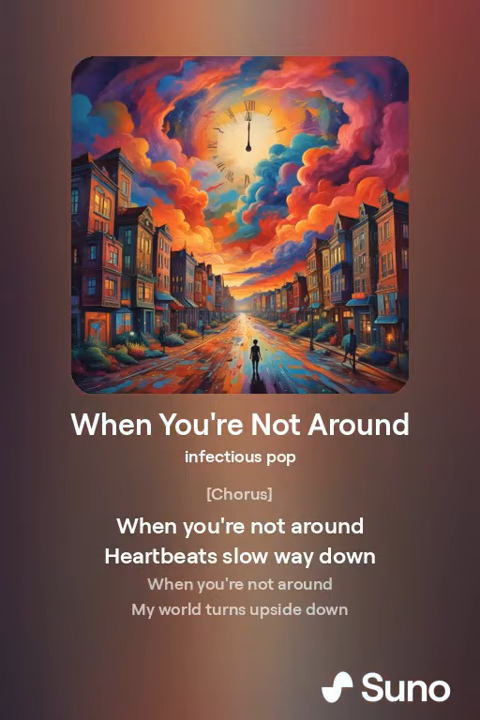 When You're Not Around
infectious pop
[Chorus]
When you're not around
Heartbeats slow way down
When you're not around
My world turns upside down
Suno